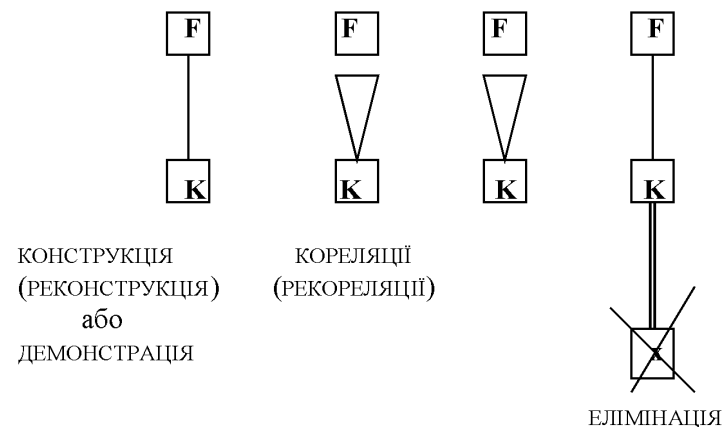 F F F F
K K K K
КОНСТРУКЦІЯ
(РЕКОНСТРУКЦІЯ)
або
ДЕМОНСТРАЦІЯ
КОРЕЛЯЦІЇ
(РЕКОРЕЛЯЦІЇ)
x
ЕЛІМІНАЦІЯ